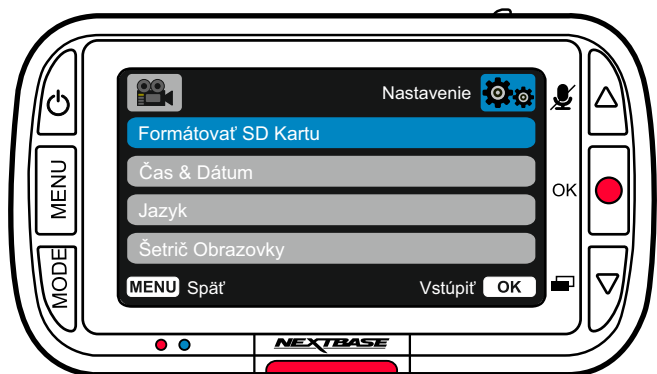 Nastavenie
Formátovať SD Kartu
Čas & Dátum
Jazyk
Šetrič Obrazovky
MENU Späť Vstúpiť OK
MENU
MODE
OK
NEXTBASE